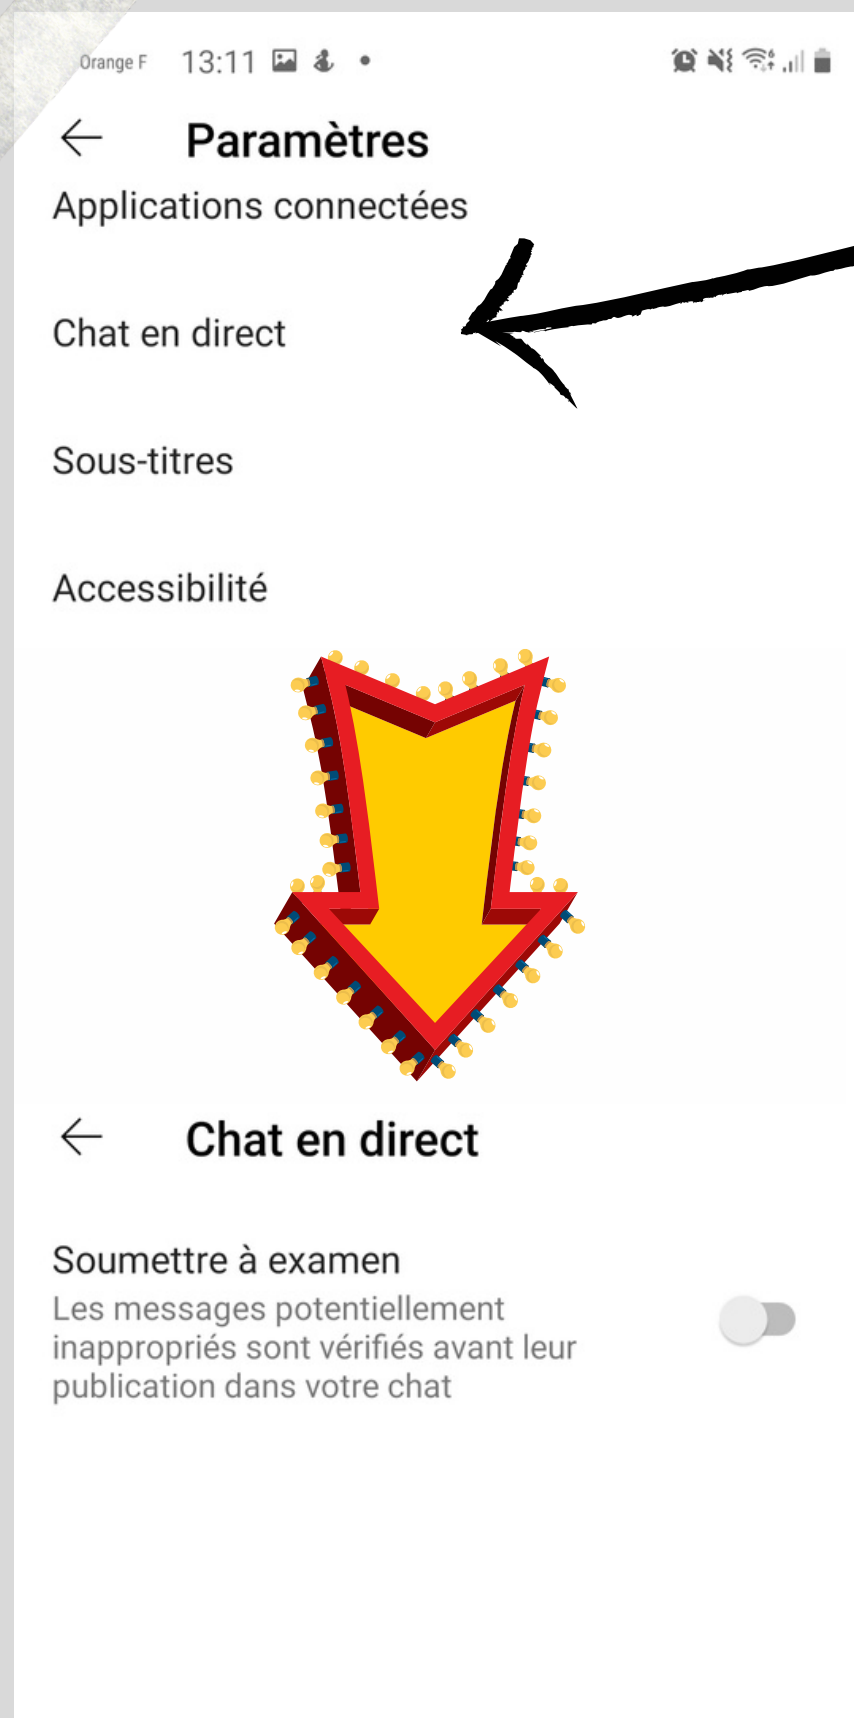 Orange F 13:11
Paramètres
Applications connectées
Chat en direct
Sous-titres
Accessibilité
Chat en direct
Soumettre à examen
Les messages potentiellement
inappropriés sont vérifiés avant leur
publication dans votre chat